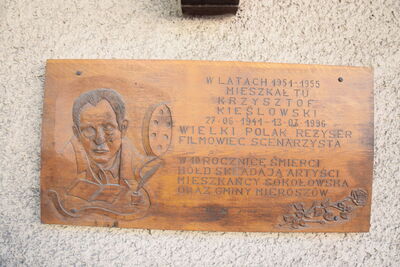 W LATACH 1951-1955
MIESZKAŁ TU
KRZYSZTOF
KIEŚLOWSKI
27-06-1941-13-03-1996
WIELKI POLAK REŻYSER
FILMOWIEC SCENARZYSTA
W 10 ROCZNICĘ ŚMIERCI
HOŁD SKŁADAJĄ ARTYŚCI
MIESZKAŃCY SOKOŁOWSKA
ORAZ GMINY MIEROSZÓW